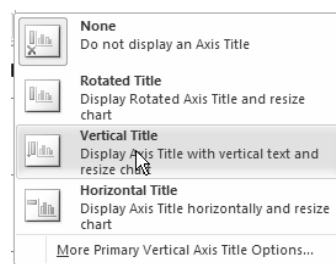 None
Do not display an Axis Title
Rotated Title
Display Rotated Axis Title and resize
chart
Vertical Title
Display Axis Title with vertical text and
resize chart
Horizontal Title
Display Axis Title horizontally and resize
chart
More Primary Vertical Axis Title Options...